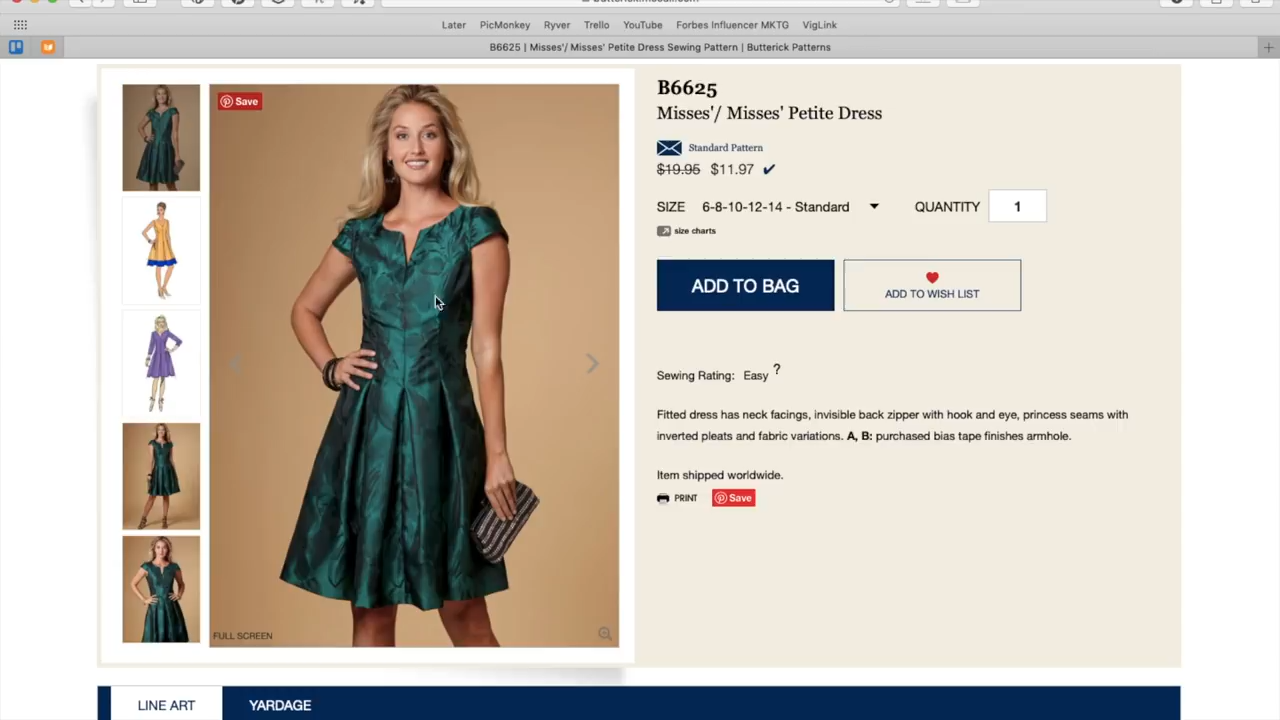 Later PicMonkey Ryver Trello YouTube Forbes Influencer MKTG VigLink
B6625 | Misses'/ Misses' Petite Dress Sewing Pattern | Butterick Patterns
Save
B6625
Misses'/ Misses' Petite Dress
Standard Pattern
$19.95 $11.97 ✔
SIZE 6-8-10-12-14 - Standard QUANTITY 1
size charts
ADD TO BAG
ADD TO WISH LIST
Sewing Rating: Easy ?
Fitted dress has neck facings, invisible back zipper with hook and eye, princess seams with
inverted pleats and fabric variations. A, B: purchased bias tape finishes armhole.
Item shipped worldwide.
PRINT Save
FULL SCREEN
LINE ART YARDAGE